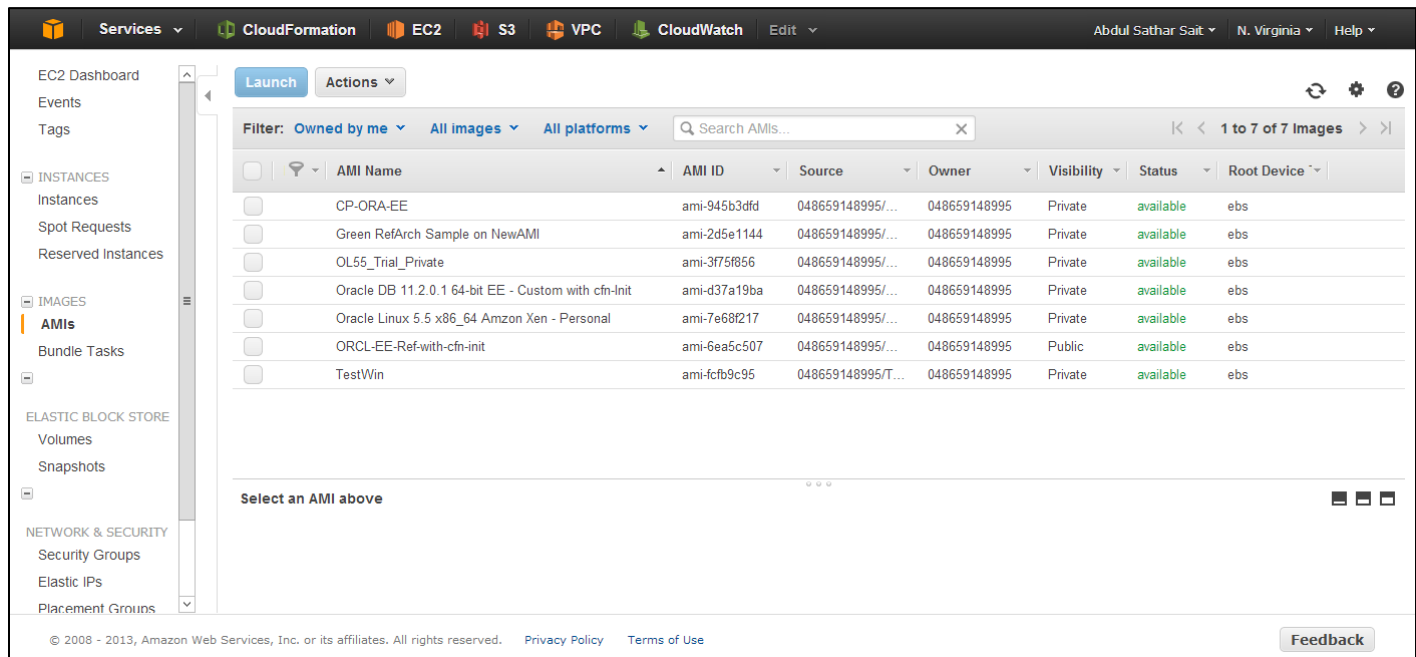 Services CloudFormation EC2 S3 VPC CloudWatch Edit Abdul Sathar Sait N. Virginia Help
EC2 Dashboard
Events
Tags
INSTANCES
Instances
Spot Requests
Reserved Instances
IMAGES
AMIs
Bundle Tasks
ELASTIC BLOCK STORE
Volumes
Snapshots
NETWORK & SECURITY
Security Groups
Elastic IPs
Placement Groups
Launch Actions
Filter: Owned by me All images All platforms Search AMIs... 1 to 7 of 7 Images
AMI Name AMI ID Source Owner Visibility Status Root Device
CP-ORA-EE ami-945b3dfd 048659148995/... 048659148995 Private available ebs
Green RefArch Sample on NewAMI ami-2d5e1144 048659148995/... 048659148995 Private available ebs
OL55_Trial_Private ami-3f75f856 048659148995/... 048659148995 Private available ebs
Oracle DB 11.2.0.1 64-bit EE - Custom with cfn-Init ami-d37a19ba 048659148995/... 048659148995 Private available ebs
Oracle Linux 5.5 x86_64 Amzon Xen - Personal ami-7e68f217 048659148995/... 048659148995 Private available ebs
ORCL-EE-Ref-with-cfn-init ami-6ea5c507 048659148995/... 048659148995 Public available ebs
TestWin ami-fcfb9c95 048659148995/T... 048659148995 Private available ebs
Select an AMI above
© 2008 - 2013, Amazon Web Services, Inc. or its affiliates. All rights reserved. Privacy Policy Terms of Use Feedback